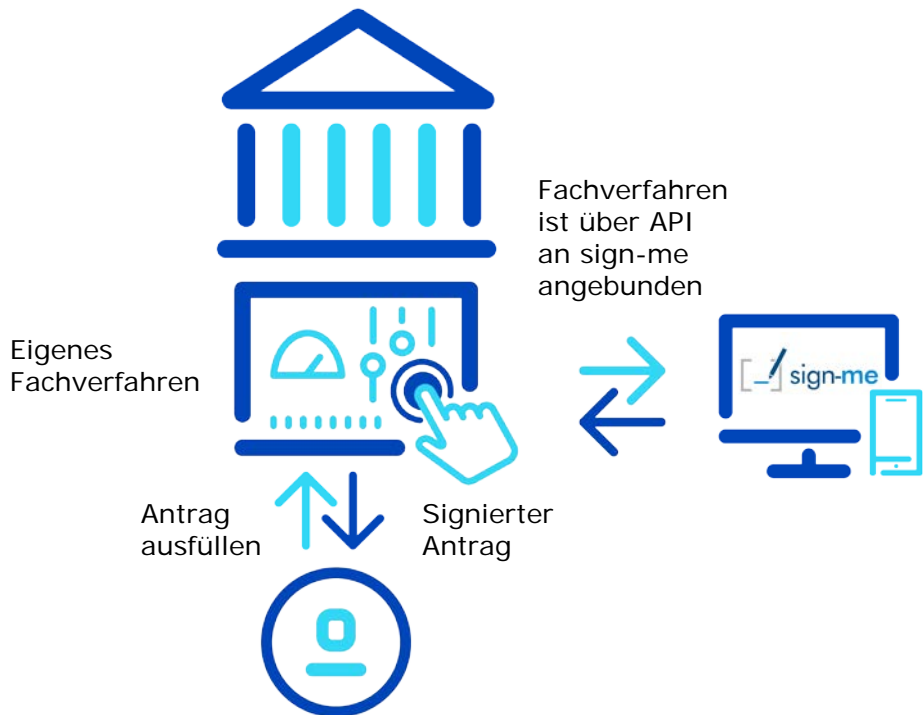 Fachverfahren
ist über API
an sign-me
angebunden
Eigenes
Fachverfahren
sign-me
Antrag
ausfüllen
Signierter
Antrag